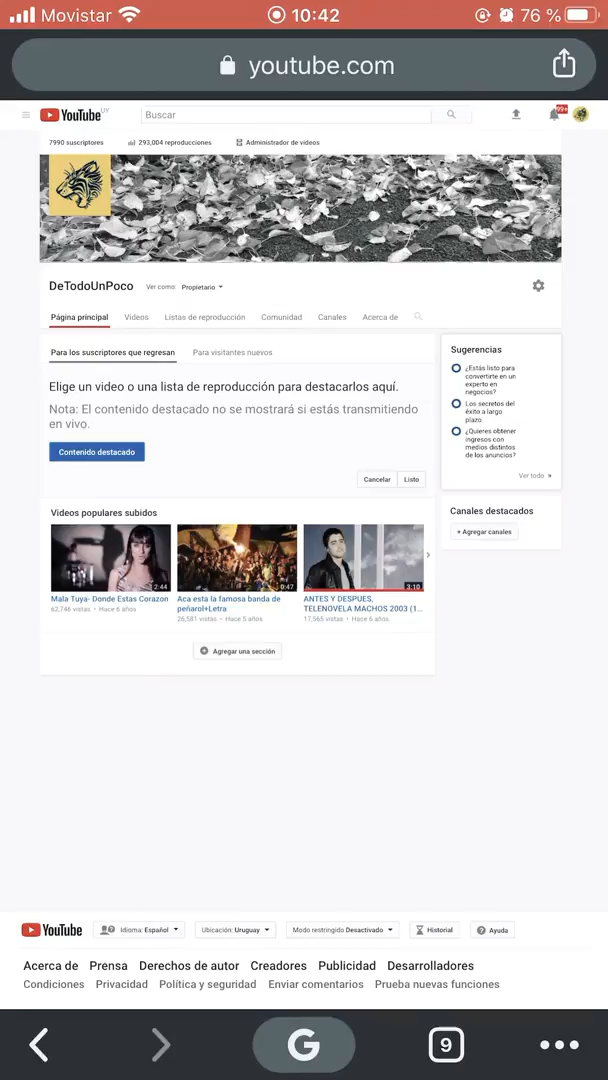 Movistar 10:42 76 %
youtube.com
YouTube UY Buscar 99+
7990 suscriptores 293,004 reproducciones Administrador de videos
DeTodoUnPoco Ver como: Propietario
Página principal Videos Listas de reproducción Comunidad Canales Acerca de
Para los suscriptores que regresan Para visitantes nuevos
Elige un video o una lista de reproducción para destacarlos aquí.
Nota: El contenido destacado no se mostrará si estás transmitiendo
en vivo.
Contenido destacado
Cancelar Listo
Sugerencias
¿Estás listo para
convertirte en un
experto en
negocios?
Los secretos del
éxito a largo
plazo
¿Quieres obtener
ingresos con
medios distintos
de los anuncios?
Ver todo »
Canales destacados
+ Agregar canales
Videos populares subidos
2:44 0:47 3:10
Mala Tuya- Donde Estas Corazon
62,746 vistas • Hace 6 años
Aca esta la famosa banda de
peñarol+Letra
26,581 vistas • Hace 5 años
ANTES Y DESPUES,
TELENOVELA MACHOS 2003 (1...
17,565 vistas • Hace 6 años
Agregar una sección
YouTube Idioma: Español Ubicación: Uruguay Modo restringido Desactivado Historial Ayuda
Acerca de Prensa Derechos de autor Creadores Publicidad Desarrolladores
Condiciones Privacidad Política y seguridad Enviar comentarios Prueba nuevas funciones
G 9